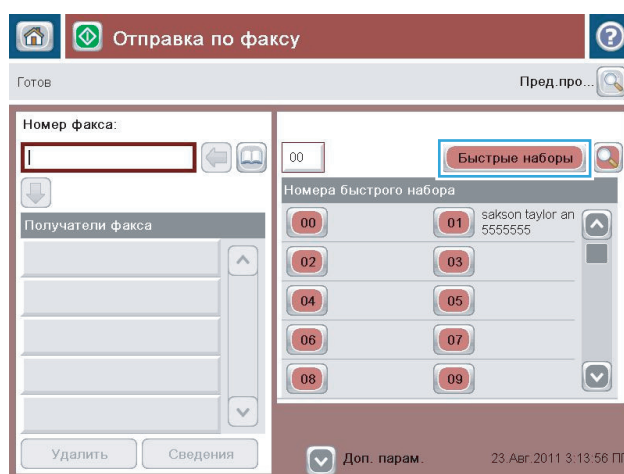 Отправка по факсу
Готов
Пред.про...
Номер факса:
00
Быстрые наборы
Номера быстрого набора
Получатели факса
00
01 sakson taylor an
5555555
02
03
04
05
06
07
08
09
Удалить
Сведения
Доп. парам.
23.Авг.2011 3:13:56